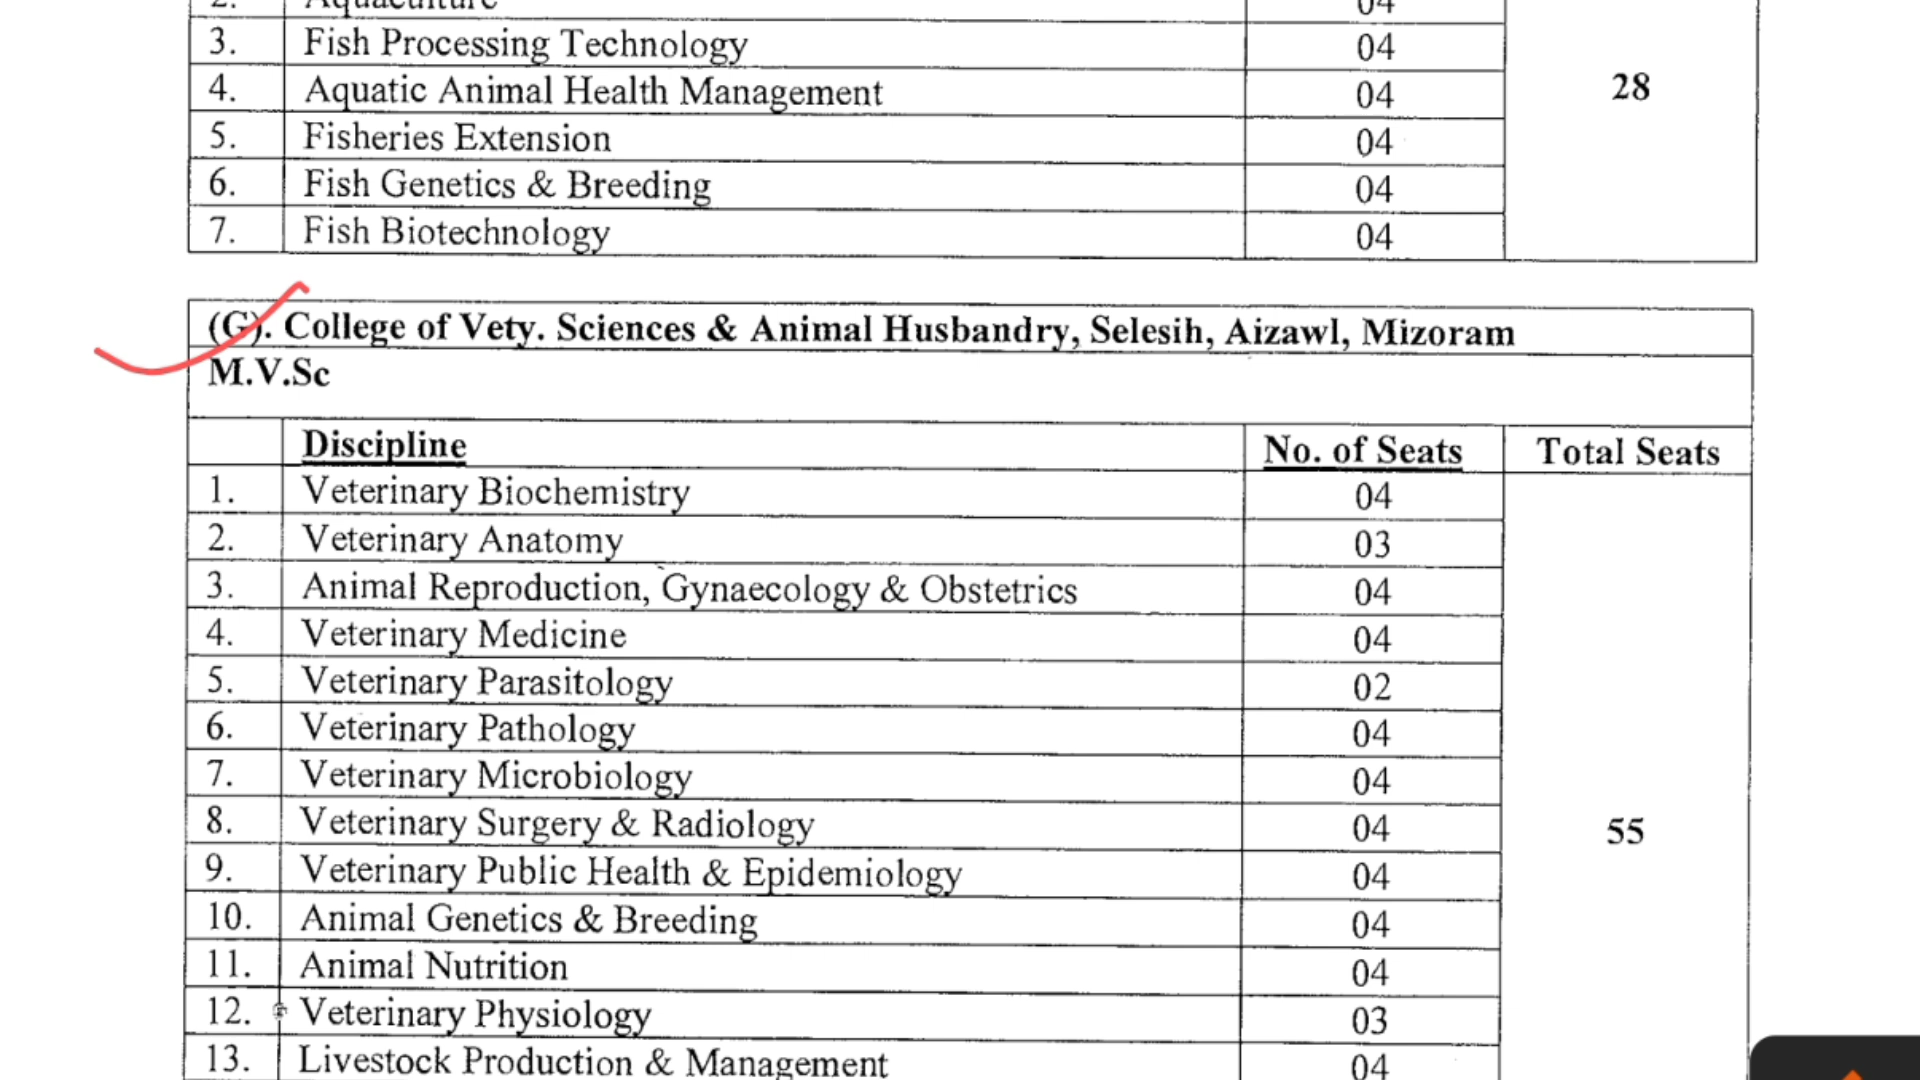 2. Aquaculture 04
3. Fish Processing Technology 04
4. Aquatic Animal Health Management 04 28
5. Fisheries Extension 04
6. Fish Genetics & Breeding 04
7. Fish Biotechnology 04
(G). College of Vety. Sciences & Animal Husbandry, Selesih, Aizawl, Mizoram
M.V.Sc
Discipline No. of Seats Total Seats
1. Veterinary Biochemistry 04
2. Veterinary Anatomy 03
3. Animal Reproduction, Gynaecology & Obstetrics 04
4. Veterinary Medicine 04
5. Veterinary Parasitology 02
6. Veterinary Pathology 04
7. Veterinary Microbiology 04
8. Veterinary Surgery & Radiology 04 55
9. Veterinary Public Health & Epidemiology 04
10. Animal Genetics & Breeding 04
11. Animal Nutrition 04
12. Veterinary Physiology 03
13. Livestock Production & Management 04